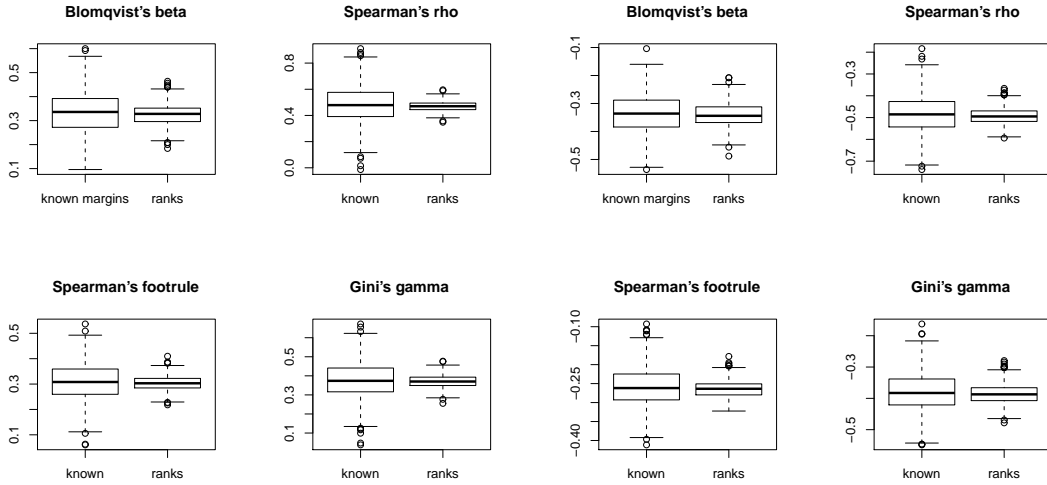 Blomqvist's beta
0.5
0.3
0.1
known margins
ranks
Spearman's rho
0.8
0.4
0.0
known
ranks
Blomqvist's beta
−0.1
−0.3
−0.5
known margins
ranks
Spearman's rho
−0.3
−0.5
−0.7
known
ranks
Spearman's footrule
0.5
0.3
0.1
known
ranks
Gini's gamma
0.5
0.3
0.1
known
ranks
Spearman's footrule
−0.10
−0.25
−0.40
known
ranks
Gini's gamma
−0.3
−0.5
known
ranks